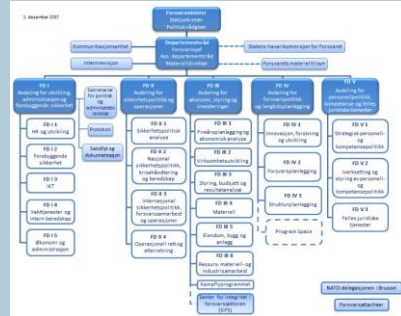 1. desember 2017
Forsvarsminister
Statssekretær
Politisk rådgiver
Kommunikasjonsenhet
Departementsråd
Forsvarssjef
Ass. departementsråd
Materielldirektør
Statens havarikommisjon for Forsvaret
Internrevisjon
Forsvarets materielltilsyn
FD I
Avdeling for utvikling,
administrasjon og
forebyggende sikkerhet
Sekretariat
for politisk
og
administrativ
ledelse
Protokoll
Seksjon
dokumentasjon
FD I 1
HR og utvikling
FD I 2
Forebyggende
sikkerhet
FD I 3
IKT
FD I 4
Vakttjenester og
intern beredskap
FD I 5
Økonomi og
administrasjon
FD II
Avdeling for
sikkerhetspolitikk og
operasjoner
FD II 1
Sikkerhetspolitisk
analyse
FD II 2
Nasjonal
sikkerhetspolitikk,
krisehåndtering
og beredskap
FD II 3
Internasjonal
sikkerhetspolitikk,
forsvarssamarbeid
og operasjoner
FD II 4
Operasjonell rett og
etterretning
FD III
Avdeling for
økonomi, styring og
investeringer
FD III 1
Finansplanlegging og
økonomisk analyse
FD III 2
Virksomhetsutvikling
FD III 3
Styring, budsjett og
resultatanalyse
FD III 4
Materiell
FD III 5
Eiendom, bygg og
anlegg
FD III 6
Ressurs- materiell- og
industrisamarbeid
Kampflyprogrammet
Senter for integritet i
forsvarssektoren
(SIFS)
FD IV
Avdeling for
forsvarspolitikk
og langtidsplanlegging
FD IV 1
Innovasjon, forskning
og utvikling
FD IV 2
Forsvarsplanlegging
FD IV 3
Strukturplanlegging
Program Space
FD V
Avdeling for
personellpolitikk,
kompetanse og felles
juridiske tjenester
FD V 1
Strategisk personell-
og
kompetansepolitikk
FD V 2
Iverksetting og
styring av personell-
og
kompetansepolitikk
FD V 3
Felles juridiske
tjenester
NATO-delegasjonen i Brussel
Forsvarsattacheer